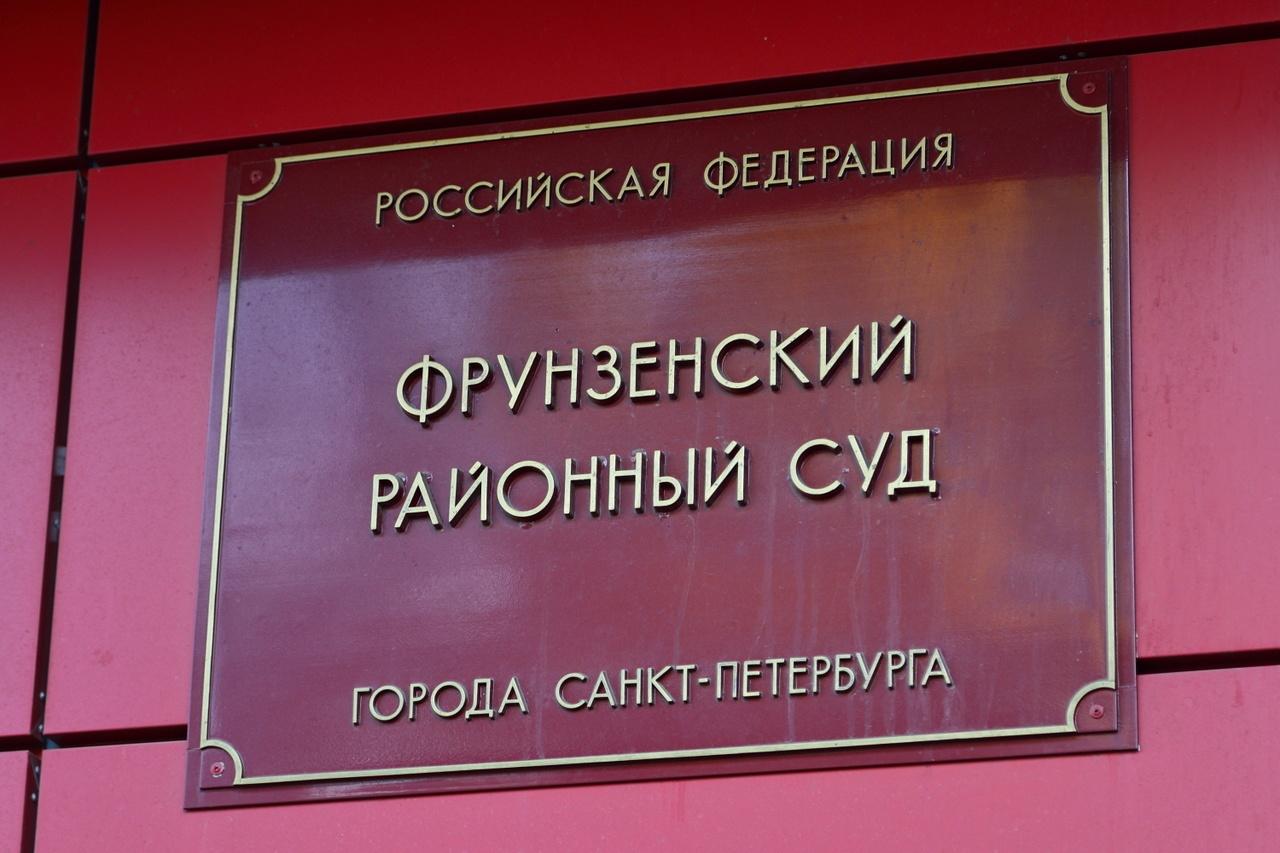 РОССИЙСКАЯ ФЕДЕРАЦИЯ
ФРУНЗЕНСКИЙ
РАЙОННЫЙ СУД
ГОРОДА САНКТ-ПЕТЕРБУРГА